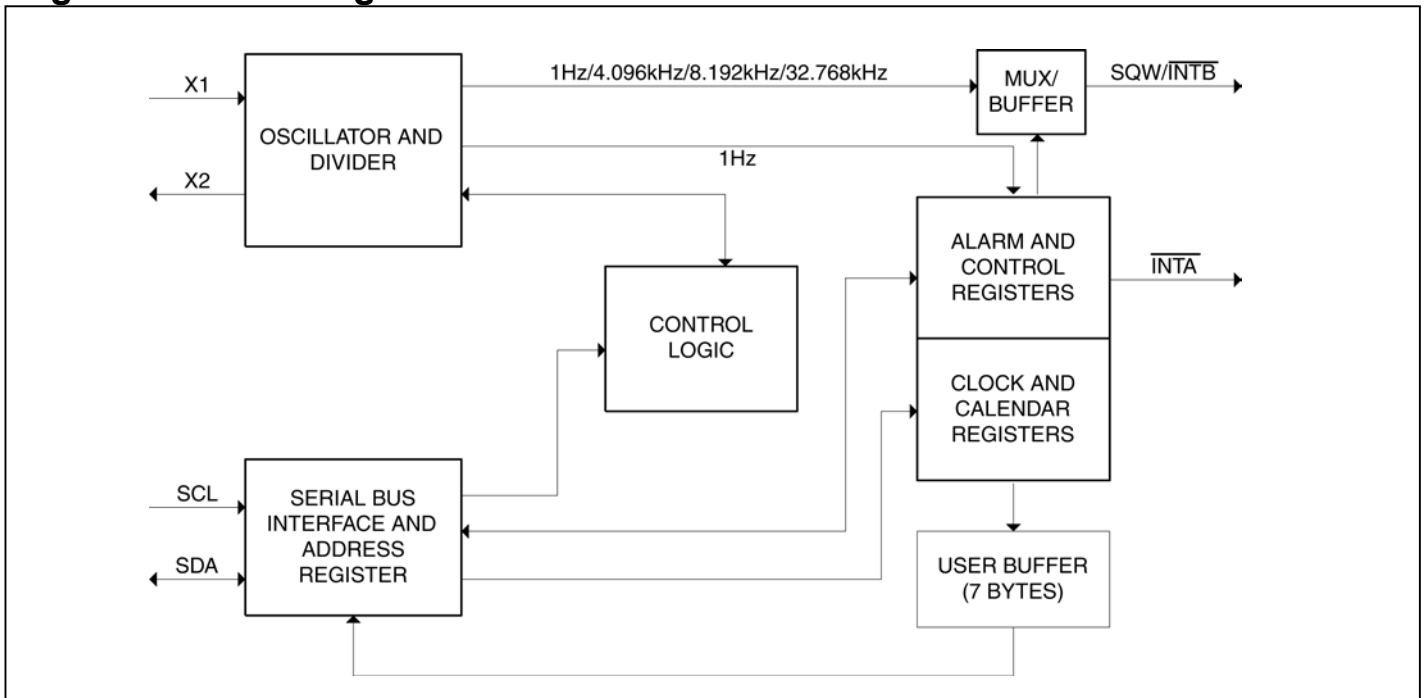 X1
X2
OSCILLATOR AND
DIVIDER
1Hz/4.096kHz/8.192kHz/32.768kHz
1Hz
MUX/
BUFFER
SQW/INTB
ALARM AND
CONTROL
REGISTERS
INTA
CONTROL
LOGIC
CLOCK AND
CALENDAR
REGISTERS
SCL
SDA
SERIAL BUS
INTERFACE AND
ADDRESS
REGISTER
USER BUFFER
(7 BYTES)